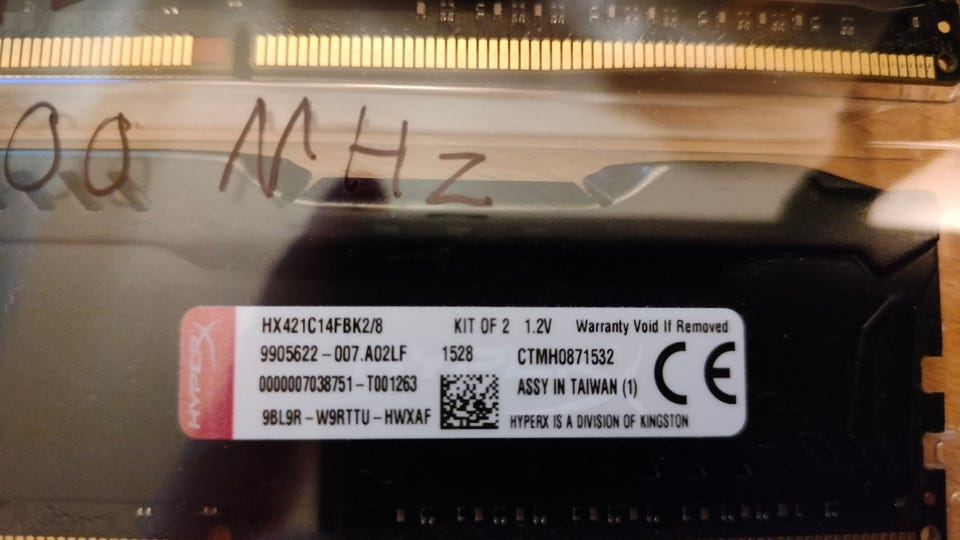 00 MHz
HYPERX
HX421C14FBK2/8 KIT OF 2 1.2V Warranty Void If Removed
9905622-007.A02LF 1528 CTMH0871532
0000007038751-T001263 ASSY IN TAIWAN (1)
9BL9R-W9RTTU-HWXAF HYPERX IS A DIVISION OF KINGSTON
CE